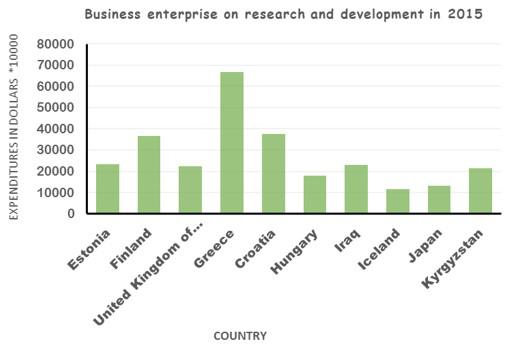 Business enterprise on research and development in 2015
EXPENDITURES IN DOLLARS *10000
80000
70000
60000
50000
40000
30000
20000
10000
0
Estonia
Finland
United Kingdom of...
Greece
Croatia
Hungary
Iraq
Iceland
Japan
Kyrgyzstan
COUNTRY